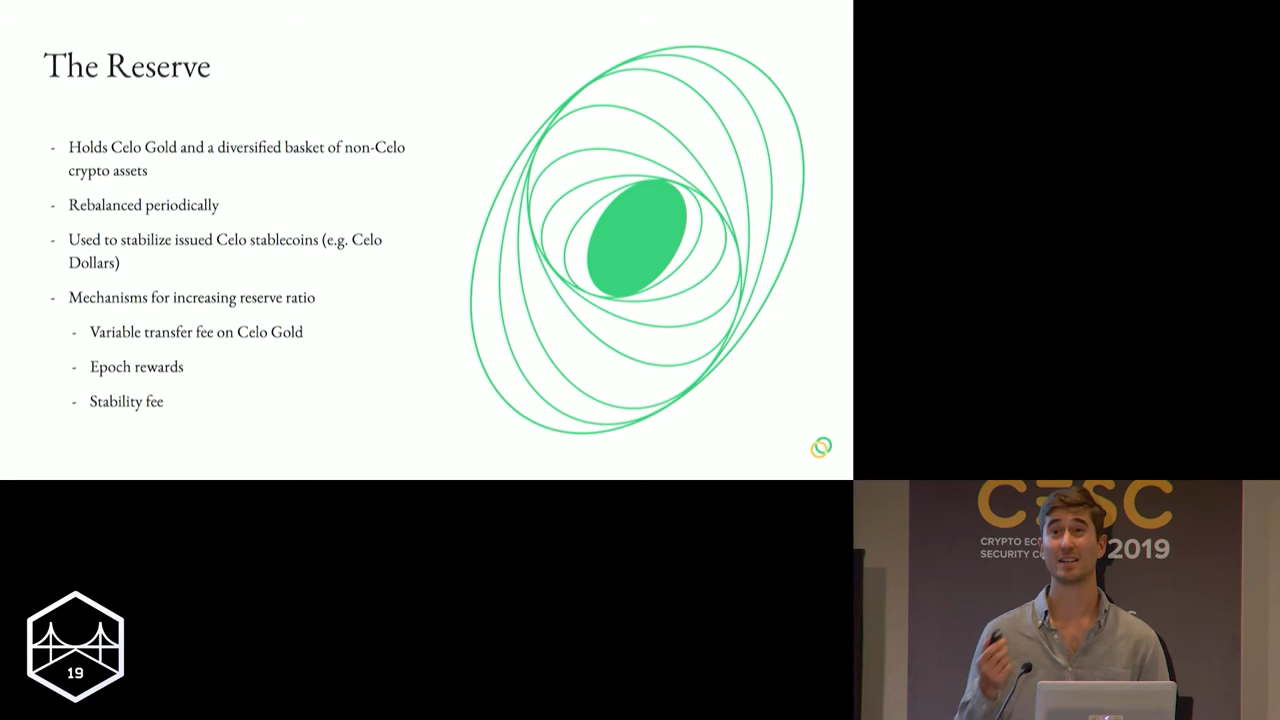 The Reserve
- Holds Celo Gold and a diversified basket of non-Celo
crypto assets
- Rebalanced periodically
- Used to stabilize issued Celo stablecoins (e.g. Celo
Dollars)
- Mechanisms for increasing reserve ratio
- Variable transfer fee on Celo Gold
- Epoch rewards
- Stability fee
CESC
CRYPTO
SECURITY
2019
19